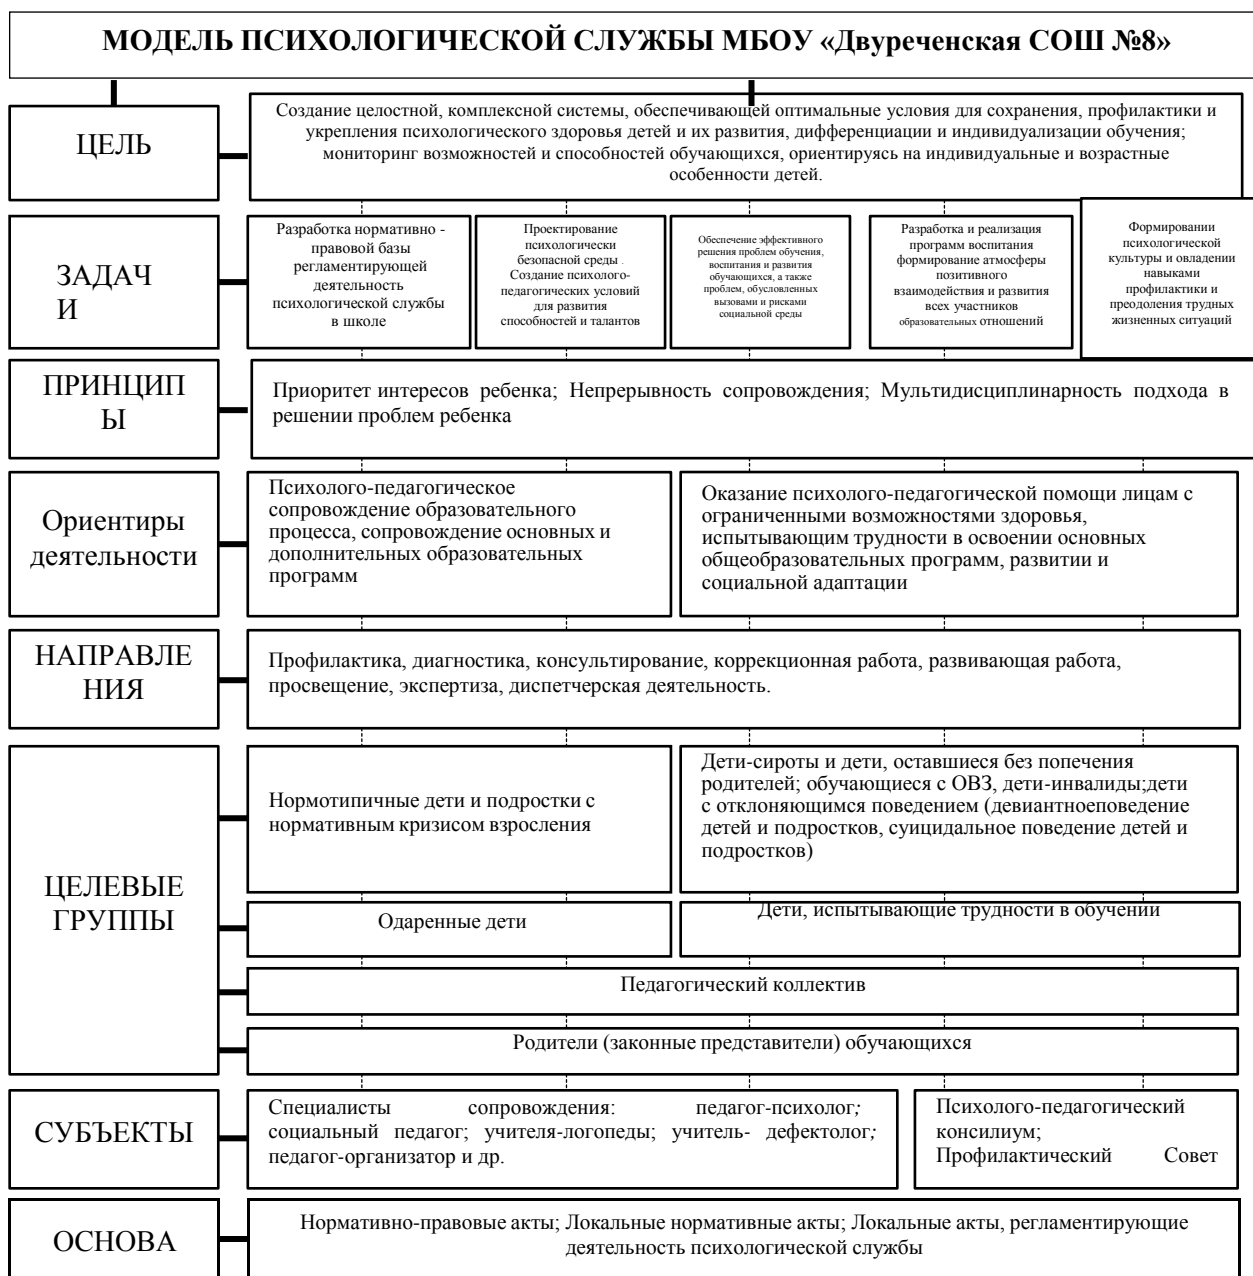 МОДЕЛЬ ПСИХОЛОГИЧЕСКОЙ СЛУЖБЫ МБОУ «Двуреченская СОШ №8»
ЦЕЛЬ
Создание целостной, комплексной системы, обеспечивающей оптимальные условия для сохранения, профилактики и
укрепления психологического здоровья детей и их развития, дифференциации и индивидуализации обучения;
мониторинг возможностей и способностей обучающихся, ориентируясь на индивидуальные и возрастные
особенности детей.
ЗАДАЧ
И
Разработка нормативно -
правовой базы
регламентирующей
деятельность
психологической службы
в школе
Проектирование
психологически
безопасной среды .
Создание психолого-
педагогических условий
для развития
способностей и талантов
Обеспечение эффективного
решения проблем обучения,
воспитания и развития
обучающихся, а также
проблем, обусловленных
вызовами и рисками
социальной среды
Разработка и реализация
программ воспитания
формирование атмосферы
позитивного
взаимодействия и развития
всех участников
образовательных отношений
Формировании
психологической
культуры и овладении
навыками
профилактики и
преодоления трудных
жизненных ситуаций
ПРИНЦИП
Ы
Приоритет интересов ребенка; Непрерывность сопровождения; Мультидисциплинарность подхода в
решении проблем ребенка
Ориентиры
деятельности
Психолого-педагогическое
сопровождение образовательного
процесса, сопровождение основных и
дополнительных образовательных
программ
Оказание психолого-педагогической помощи лицам с
ограниченными возможностями здоровья,
испытывающим трудности в освоении основных
общеобразовательных программ, развитии и
социальной адаптации
НАПРАВЛЕ
НИЯ
Профилактика, диагностика, консультирование, коррекционная работа, развивающая работа,
просвещение, экспертиза, диспетчерская деятельность.
ЦЕЛЕВЫЕ
ГРУППЫ
Нормотипичные дети и подростки с
нормативным кризисом взросления
Дети-сироты и дети, оставшиеся без попечения
родителей; обучающиеся с ОВЗ, дети-инвалиды;дети
с отклоняющимся поведением (девиантноеповедение
детей и подростков, суицидальное поведение детей и
подростков)
Одаренные дети
Дети, испытывающие трудности в обучении
Педагогический коллектив
Родители (законные представители) обучающихся
СУБЪЕКТЫ
Специалисты сопровождения: педагог-психолог;
социальный педагог; учителя-логопеды; учитель- дефектолог;
педагог-организатор и др.
Психолого-педагогический
консилиум;
Профилактический Совет
ОСНОВА
Нормативно-правовые акты; Локальные нормативные акты; Локальные акты, регламентирующие
деятельность психологической службы